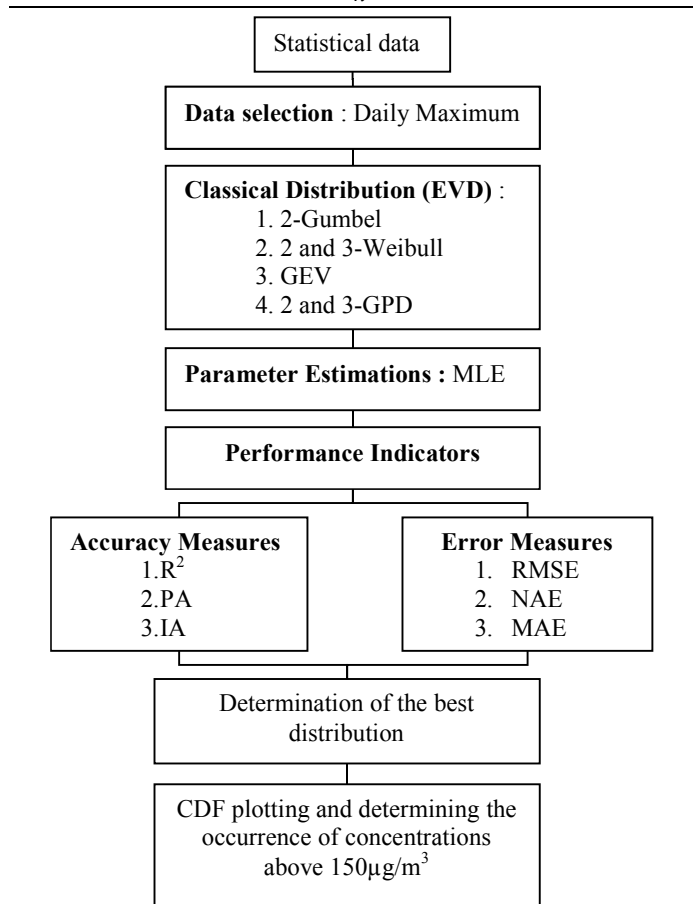 Statistical data
Data selection : Daily Maximum
Classical Distribution (EVD) :
1. 2-Gumbel
2. 2 and 3-Weibull
3. GEV
4. 2 and 3-GPD
Parameter Estimations : MLE
Performance Indicators
Accuracy Measures
1.R²
2.PA
3.IA
Error Measures
1. RMSE
2. NAE
3. MAE
Determination of the best
distribution
CDF plotting and determining the
occurrence of concentrations
above 150µg/m³